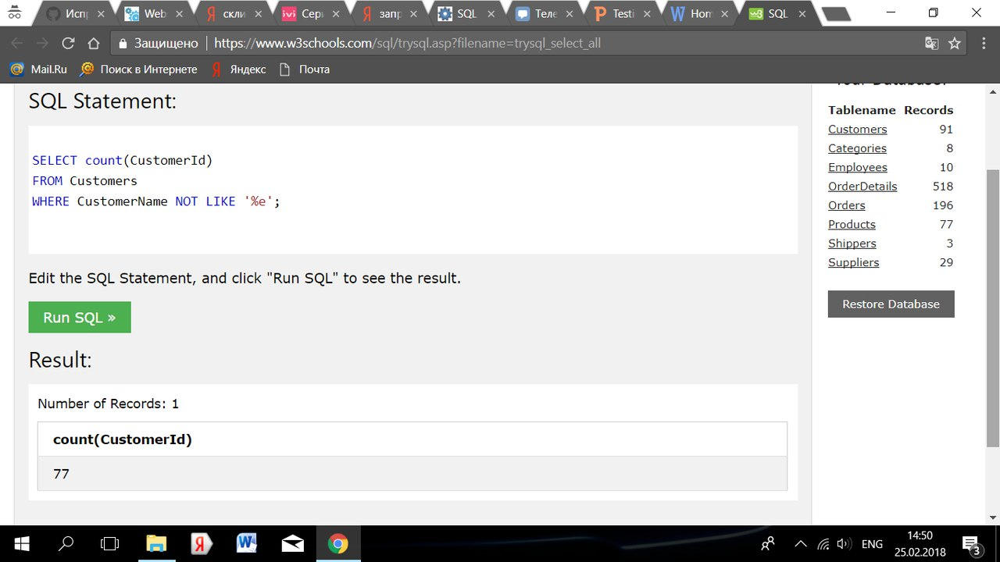 Испр
Web
скли
Сери
запр
SQL
Теле
Testi
Hom
SQL
Защищено
https://www.w3schools.com/sql/trysql.asp?filename=trysql_select_all
Mail.Ru
Поиск в Интернете
Яндекс
Почта
SQL Statement:
SELECT count(CustomerId)
FROM Customers
WHERE CustomerName NOT LIKE '%e';
Edit the SQL Statement, and click "Run SQL" to see the result.
Run SQL »
Result:
Number of Records: 1
count(CustomerId)
77
Your Database:
Tablename Records
Customers 91
Categories 8
Employees 10
OrderDetails 518
Orders 196
Products 77
Shippers 3
Suppliers 29
Restore Database
ENG
14:50
25.02.2018
3